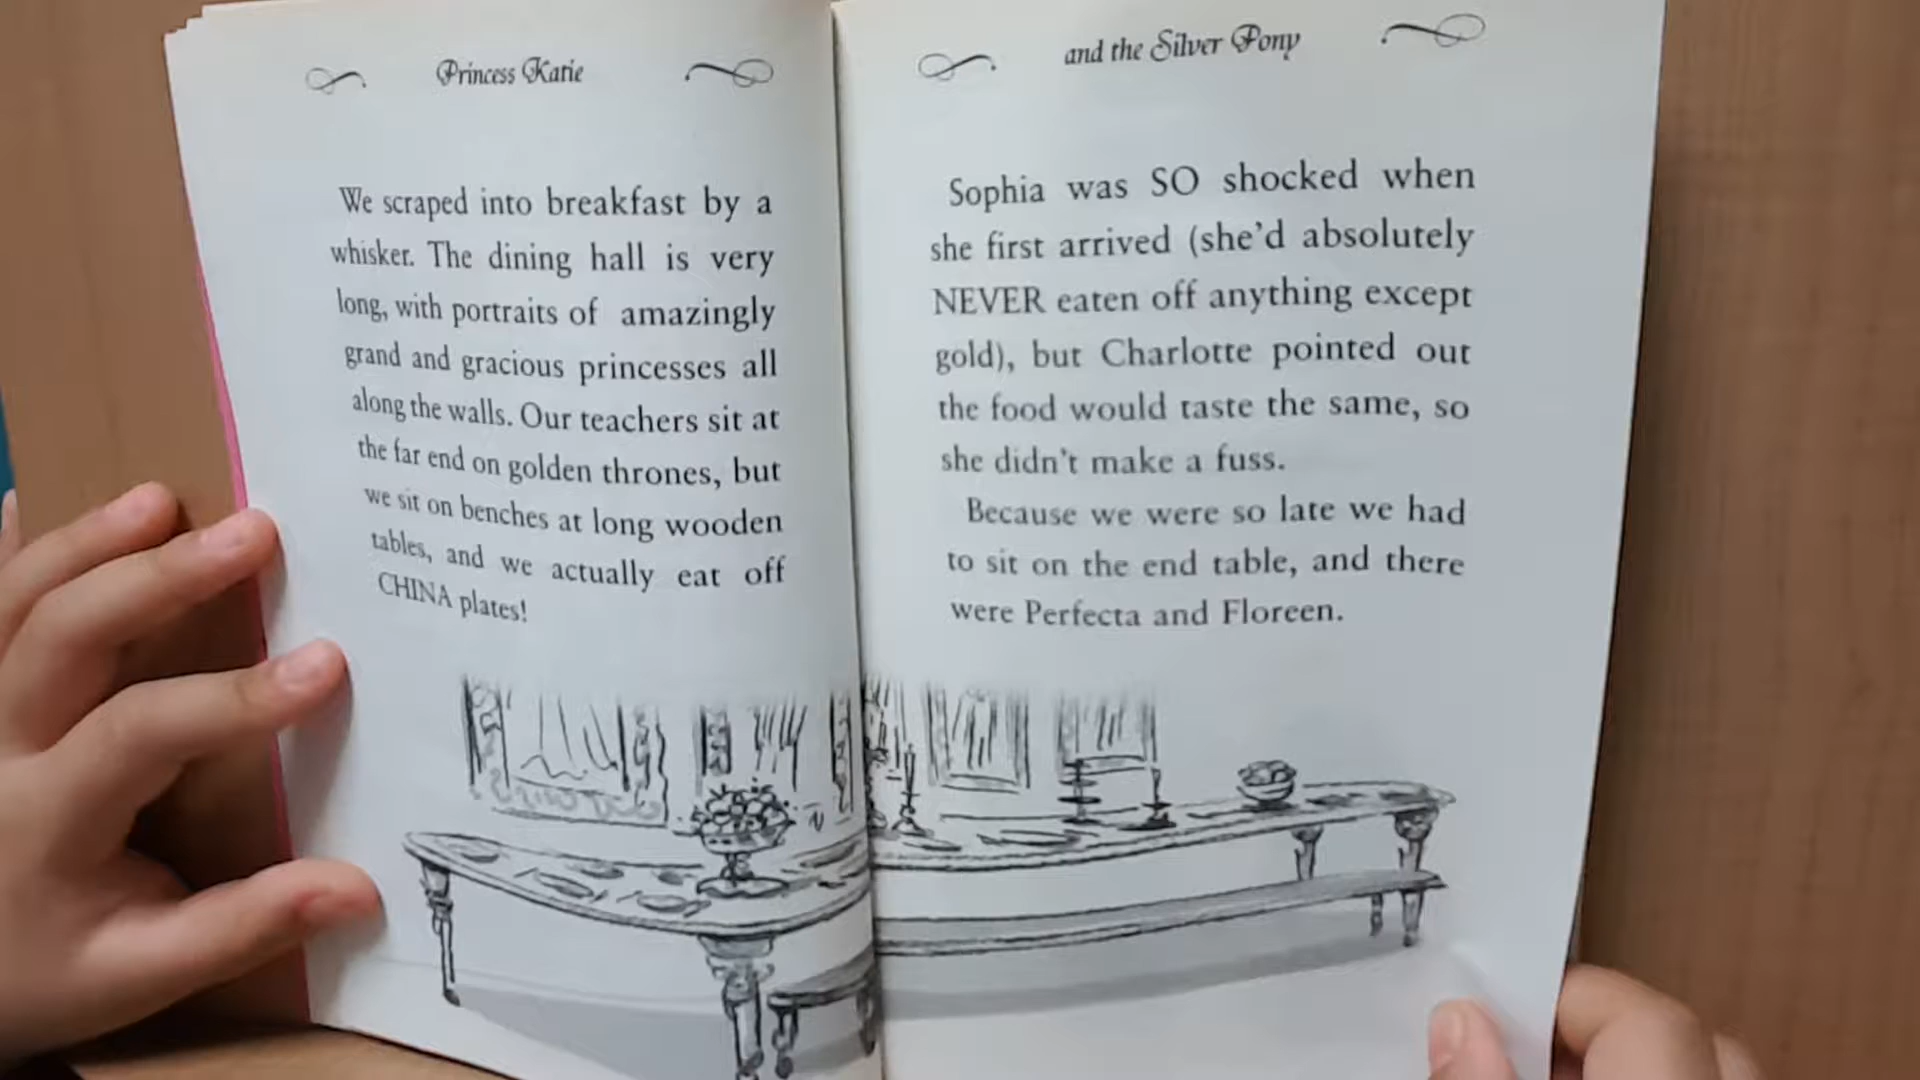 Princess Katie
We scraped into breakfast by a
whisker. The dining hall is very
long, with portraits of amazingly
grand and gracious princesses all
along the walls. Our teachers sit at
the far end on golden thrones, but
we sit on benches at long wooden
tables, and we actually eat off
CHINA plates!
and the Silver Pony
Sophia was SO shocked when
she first arrived (she'd absolutely
NEVER eaten off anything except
gold), but Charlotte pointed out
the food would taste the same, so
she didn't make a fuss.
Because we were so late we had
to sit on the end table, and there
were Perfecta and Floreen.